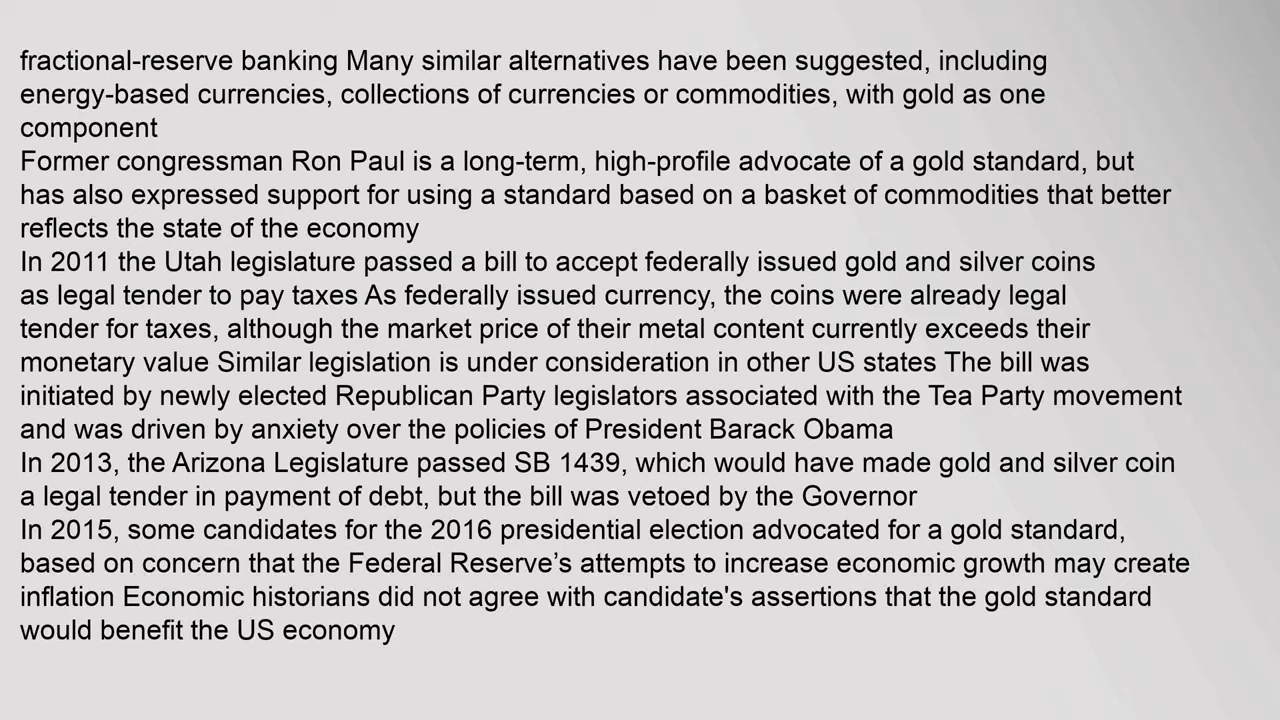 fractional-reserve banking Many similar alternatives have been suggested, including
energy-based currencies, collections of currencies or commodities, with gold as one
component
Former congressman Ron Paul is a long-term, high-profile advocate of a gold standard, but
has also expressed support for using a standard based on a basket of commodities that better
reflects the state of the economy
In 2011 the Utah legislature passed a bill to accept federally issued gold and silver coins
as legal tender to pay taxes As federally issued currency, the coins were already legal
tender for taxes, although the market price of their metal content currently exceeds their
monetary value Similar legislation is under consideration in other US states The bill was
initiated by newly elected Republican Party legislators associated with the Tea Party movement
and was driven by anxiety over the policies of President Barack Obama
In 2013, the Arizona Legislature passed SB 1439, which would have made gold and silver coin
a legal tender in payment of debt, but the bill was vetoed by the Governor
In 2015, some candidates for the 2016 presidential election advocated for a gold standard,
based on concern that the Federal Reserve’s attempts to increase economic growth may create
inflation Economic historians did not agree with candidate's assertions that the gold standard
would benefit the US economy